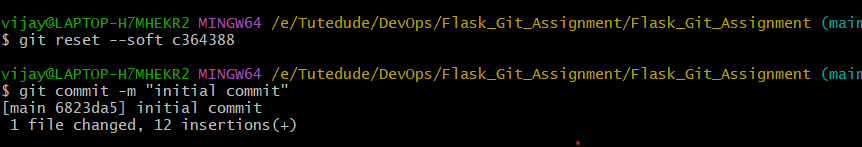 vijay@LAPTOP-H7MHEKR2 MINGW64 /e/Tutedude/DevOps/Flask_Git_Assignment/Flask_Git_Assignment (main
$ git reset --soft c364388
vijay@LAPTOP-H7MHEKR2 MINGW64 /e/Tutedude/DevOps/Flask_Git_Assignment/Flask_Git_Assignment (main
$ git commit -m "initial commit"
[main 6823da5] initial commit
1 file changed, 12 insertions(+)